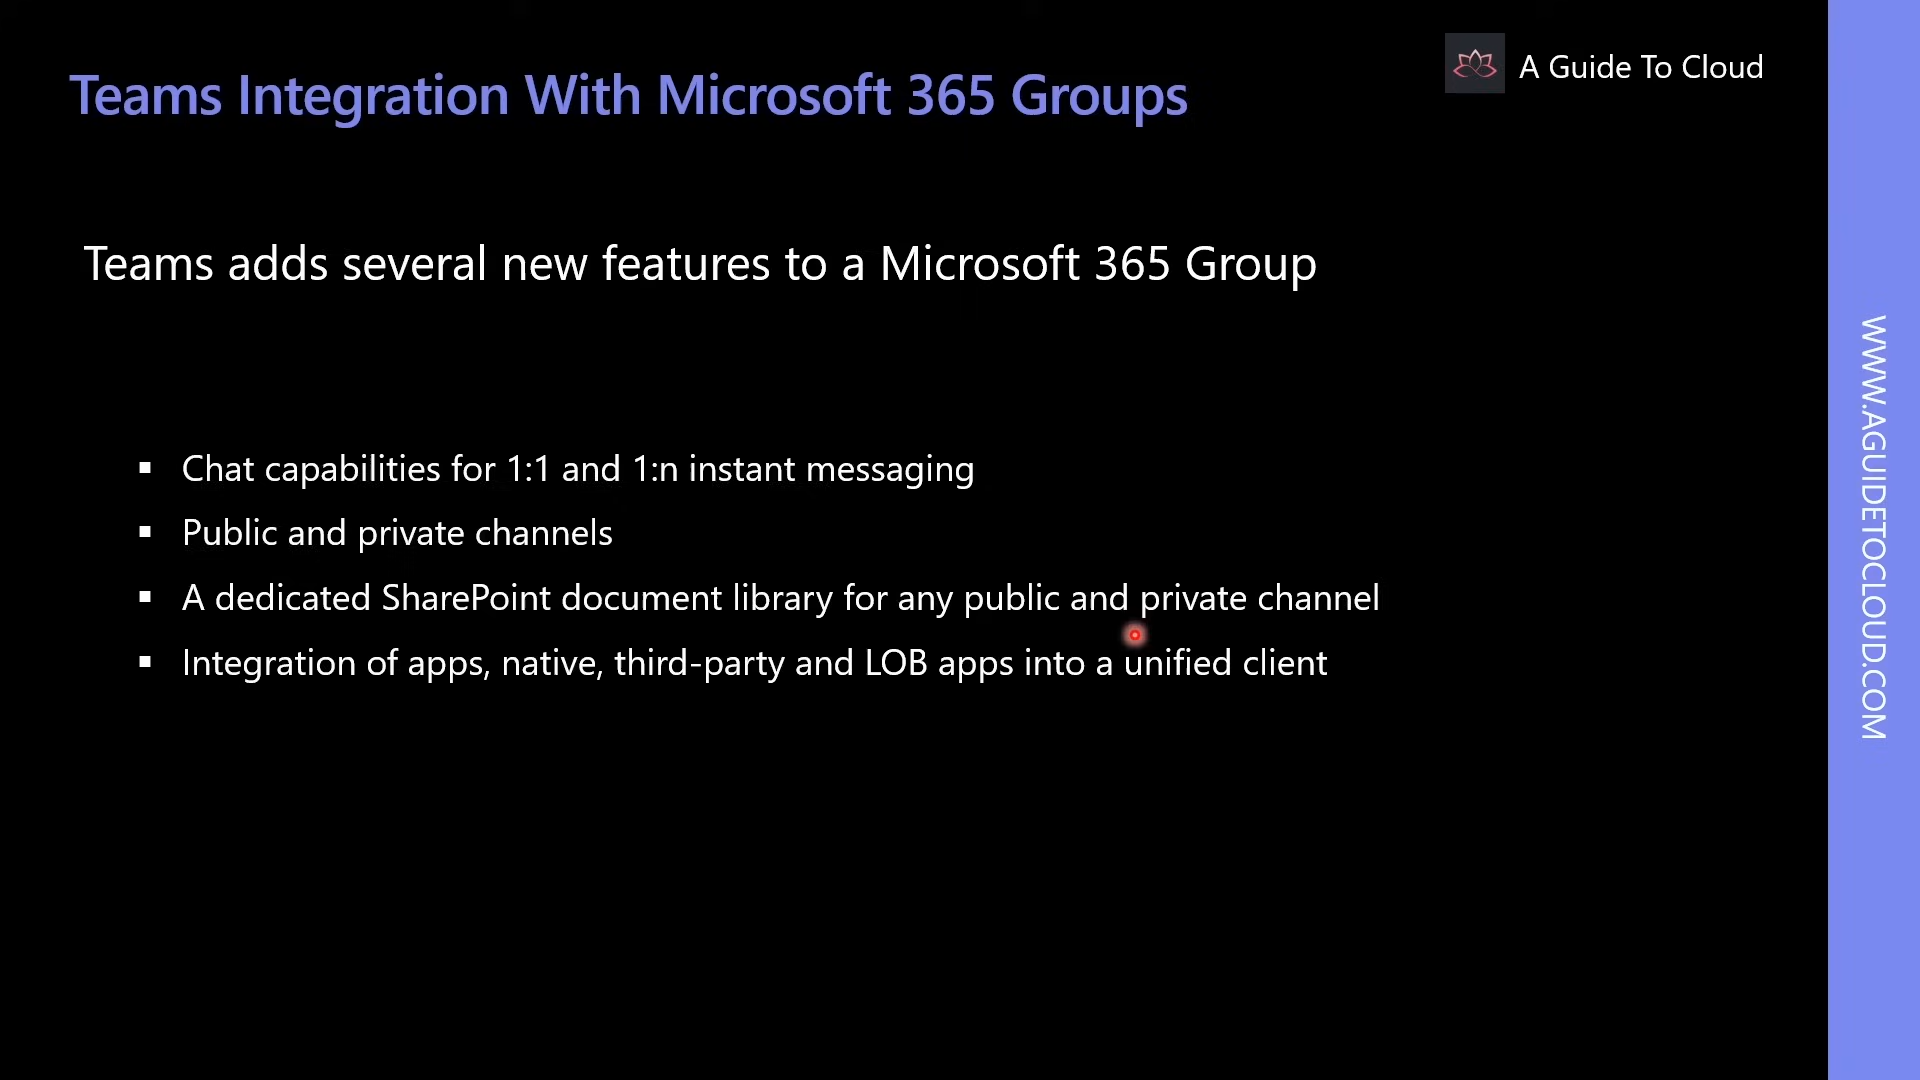 Teams Integration With Microsoft 365 Groups
A Guide To Cloud
Teams adds several new features to a Microsoft 365 Group
▪ Chat capabilities for 1:1 and 1:n instant messaging
▪ Public and private channels
▪ A dedicated SharePoint document library for any public and private channel
▪ Integration of apps, native, third-party and LOB apps into a unified client
WWW.AGUIDETOCLOUD.COM